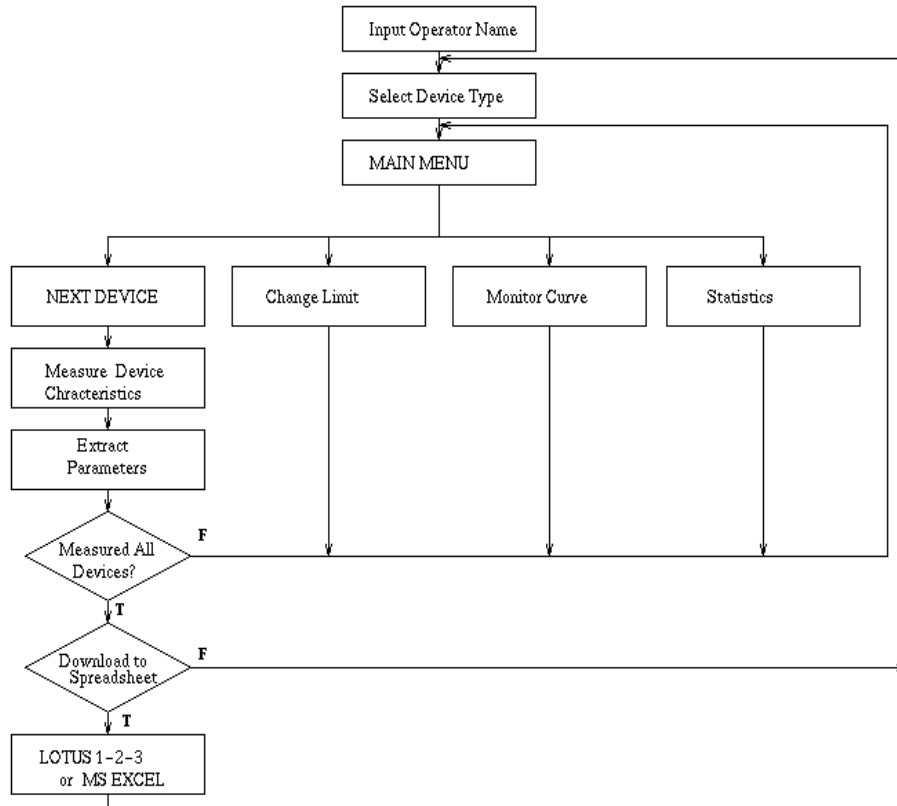 Input Operator Name
Select Device Type
MAIN MENU
NEXT DEVICE
Change Limit
Monitor Curve
Statistics
Measure Device
Chracteristics
Extract
Parameters
Measured All
Devices?
F
T
Download to
Spreadsheet
F
T
LOTUS 1-2-3
or MS EXCEL